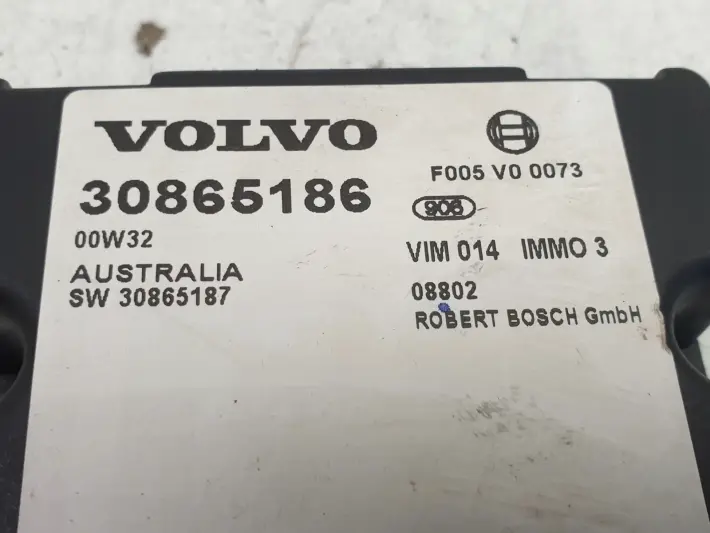 VOLVO
30865186
00W32
AUSTRALIA
SW 30865187
F005 V0 0073
906
VIM 014 IMMO 3
08802
ROBERT BOSCH GmbH